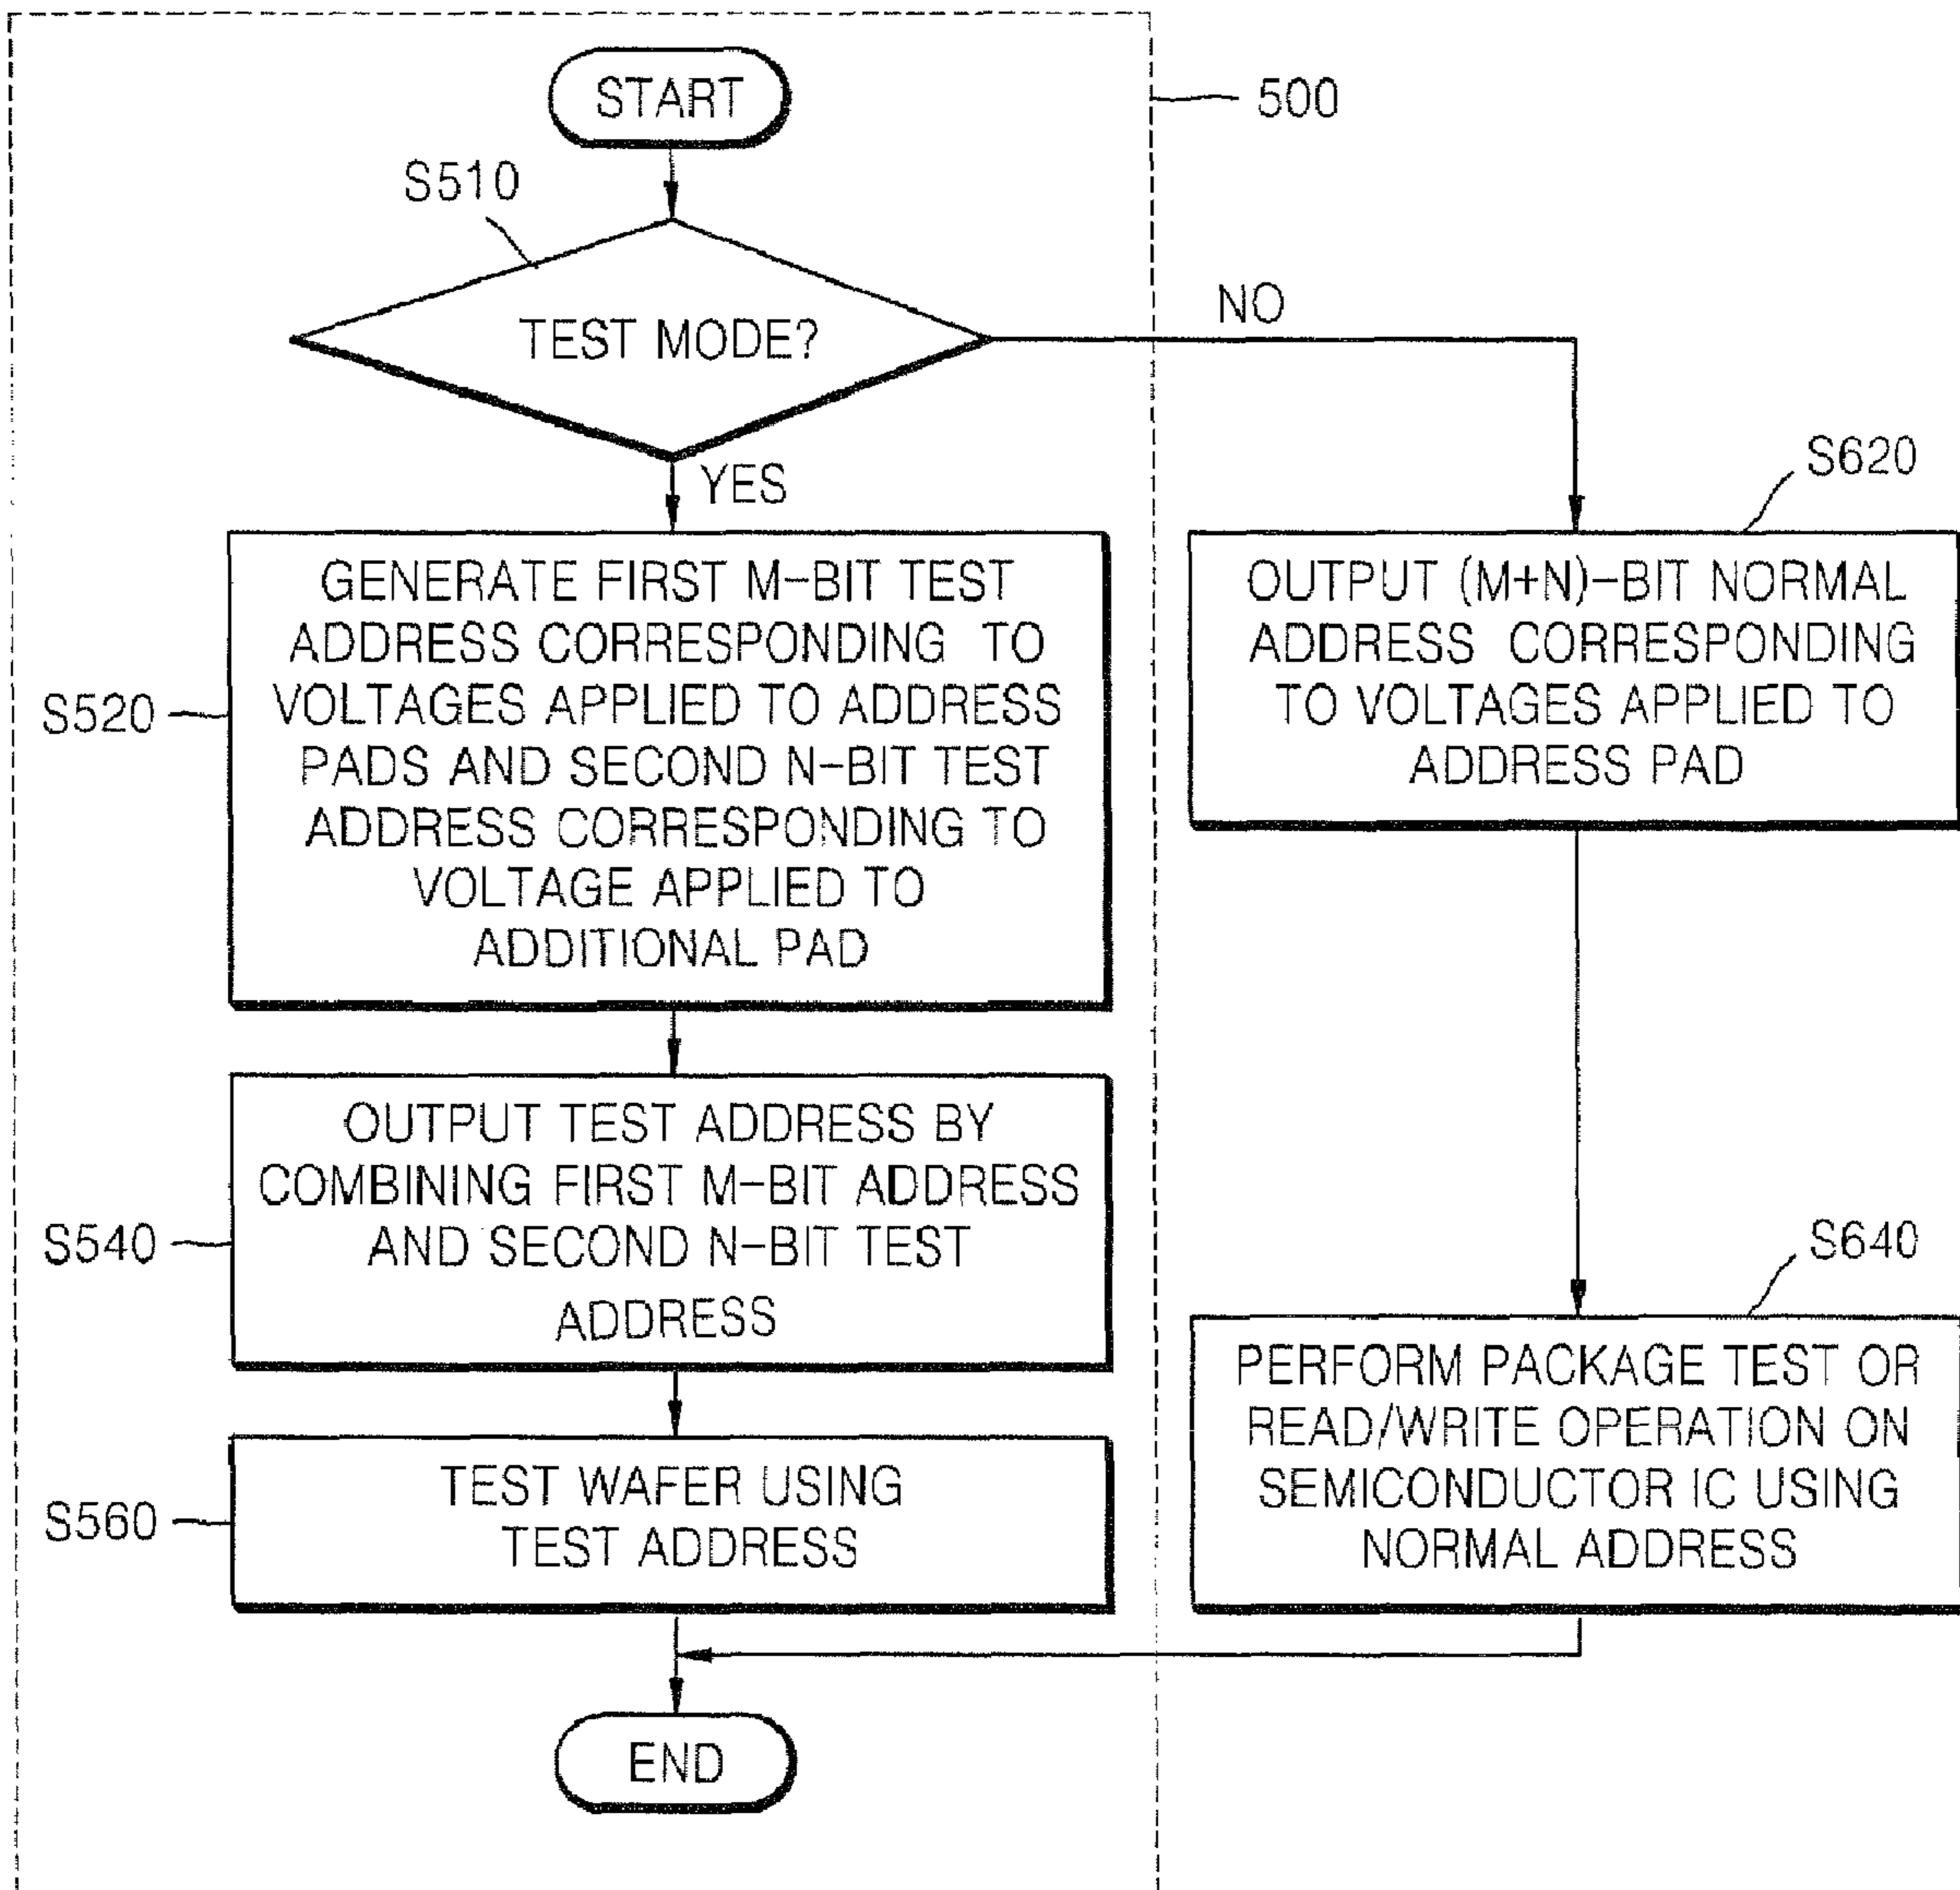 START
500
S510
TEST MODE?
NO
YES
S520
GENERATE FIRST M-BIT TEST
ADDRESS CORRESPONDING TO
VOLTAGES APPLIED TO ADDRESS
PADS AND SECOND N-BIT TEST
ADDRESS CORRESPONDING TO
VOLTAGE APPLIED TO
ADDITIONAL PAD
S620
OUTPUT (M+N)-BIT NORMAL
ADDRESS CORRESPONDING
TO VOLTAGES APPLIED TO
ADDRESS PAD
S540
OUTPUT TEST ADDRESS BY
COMBINING FIRST M-BIT ADDRESS
AND SECOND N-BIT TEST
ADDRESS
S640
PERFORM PACKAGE TEST OR
READ/WRITE OPERATION ON
SEMICONDUCTOR IC USING
NORMAL ADDRESS
S560
TEST WAFER USING
TEST ADDRESS
END